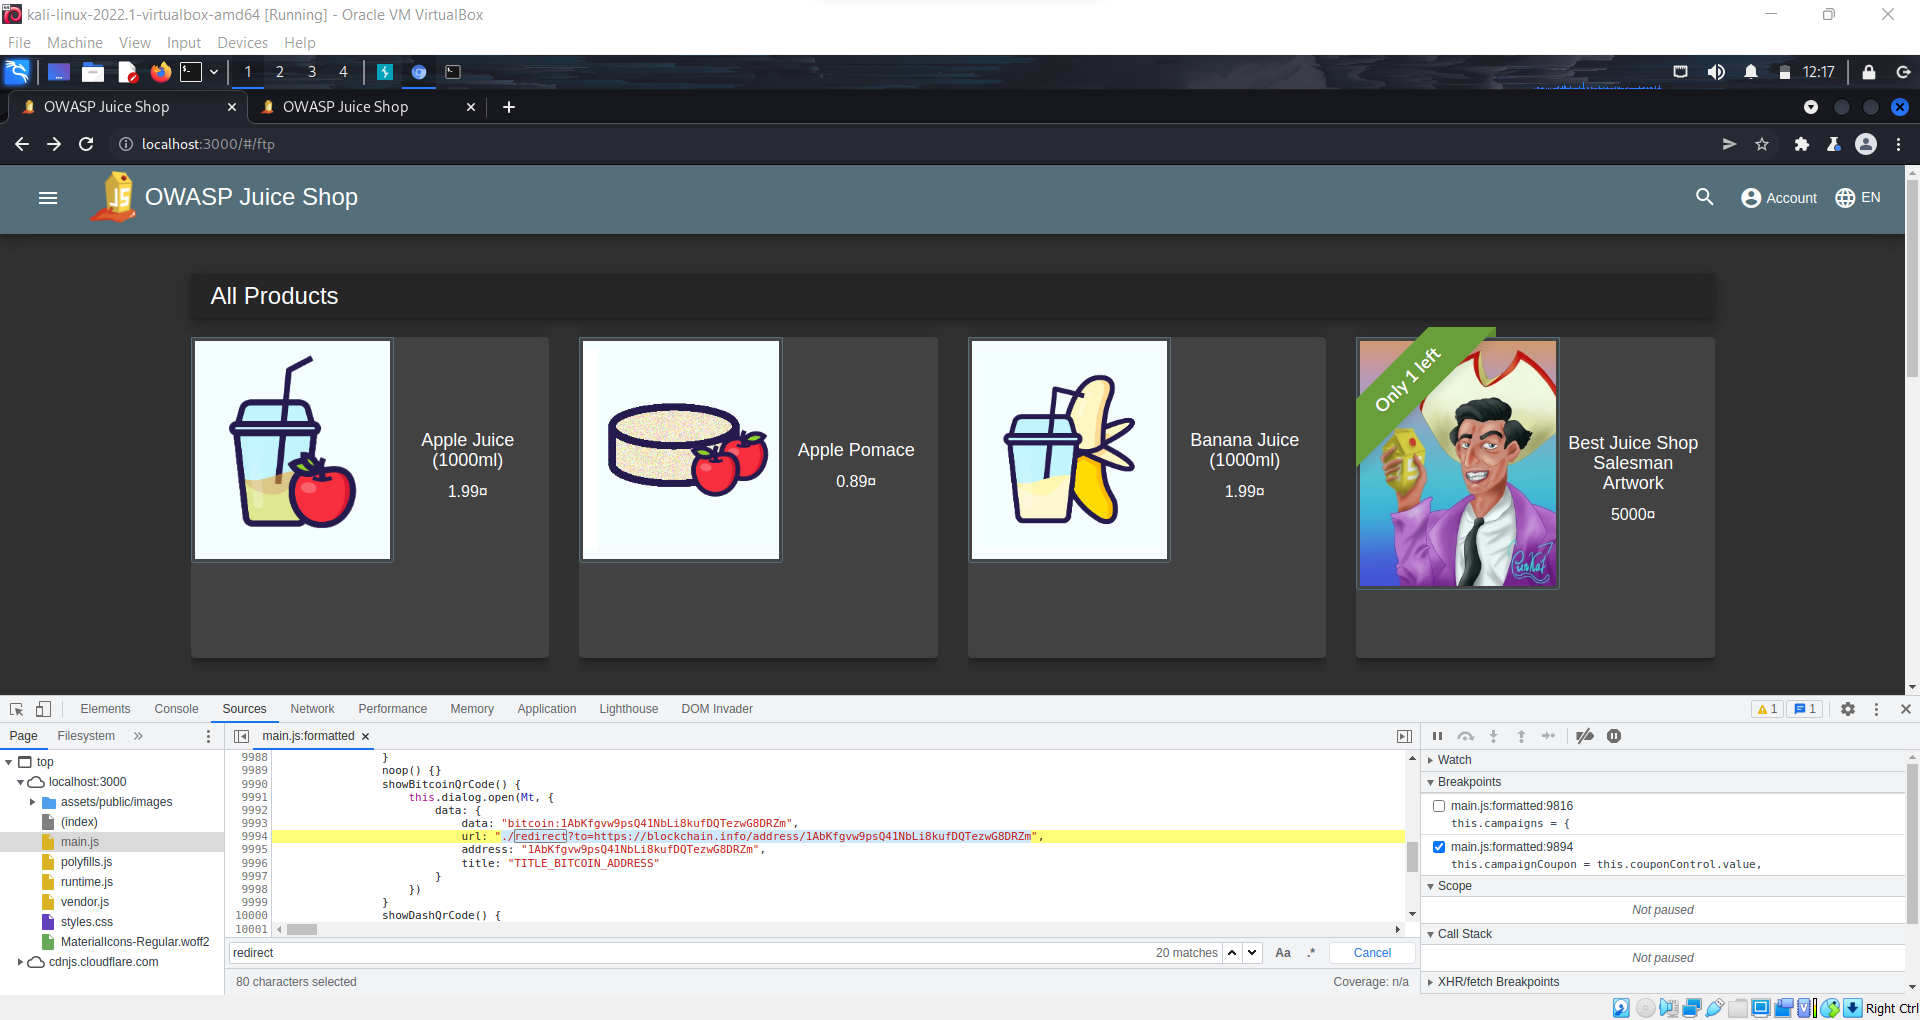 kali-linux-2022.1-virtualbox-amd64 [Running] - Oracle VM VirtualBox
File Machine View Input Devices Help
1 2 3 4 12:17
OWASP Juice Shop OWASP Juice Shop
localhost:3000/#/ftp
JS OWASP Juice Shop Account EN
All Products
Apple Juice
(1000ml)
1.99¤
Apple Pomace
0.89¤
Banana Juice
(1000ml)
1.99¤
Only 1 left
Best Juice Shop
Salesman
Artwork
5000¤
Elements Console Sources Network Performance Memory Application Lighthouse DOM Invader 1 1
Page Filesystem »
top
localhost:3000
assets/public/images
(index)
main.js
polyfills.js
runtime.js
vendor.js
styles.css
MaterialIcons-Regular.woff2
cdnjs.cloudflare.com
main.js:formatted
9988 }
9989 noop() {}
9990 showBitcoinQrCode() {
9991 this.dialog.open(Mt, {
9992 data: {
9993 data: "bitcoin:1AbKfgvw9psQ41NbLi8kufDQTezwG8DRZm",
9994 url: "./redirect?to=https://blockchain.info/address/1AbKfgvw9psQ41NbLi8kufDQTezwG8DRZm",
9995 address: "1AbKfgvw9psQ41NbLi8kufDQTezwG8DRZm",
9996 title: "TITLE_BITCOIN_ADDRESS"
9997 }
9998 })
9999 }
10000 showDashQrCode() {
10001
redirect 20 matches Aa .* Cancel
80 characters selected Coverage: n/a
Watch
Breakpoints
main.js:formatted:9816
this.campaigns = {
main.js:formatted:9894
this.campaignCoupon = this.couponControl.value,
Scope
Not paused
Call Stack
Not paused
XHR/fetch Breakpoints
Right Ctrl